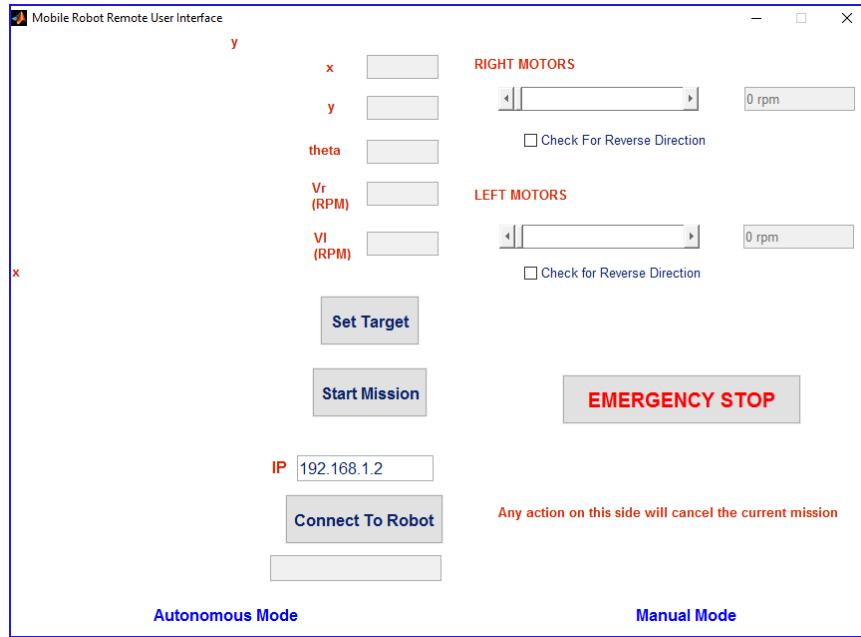 Mobile Robot Remote User Interface
y
x
y
theta
Vr
(RPM)
Vl
(RPM)
x
Set Target
Start Mission
IP 192.168.1.2
Connect To Robot
Autonomous Mode
RIGHT MOTORS
0 rpm
Check For Reverse Direction
LEFT MOTORS
0 rpm
Check for Reverse Direction
EMERGENCY STOP
Any action on this side will cancel the current mission
Manual Mode